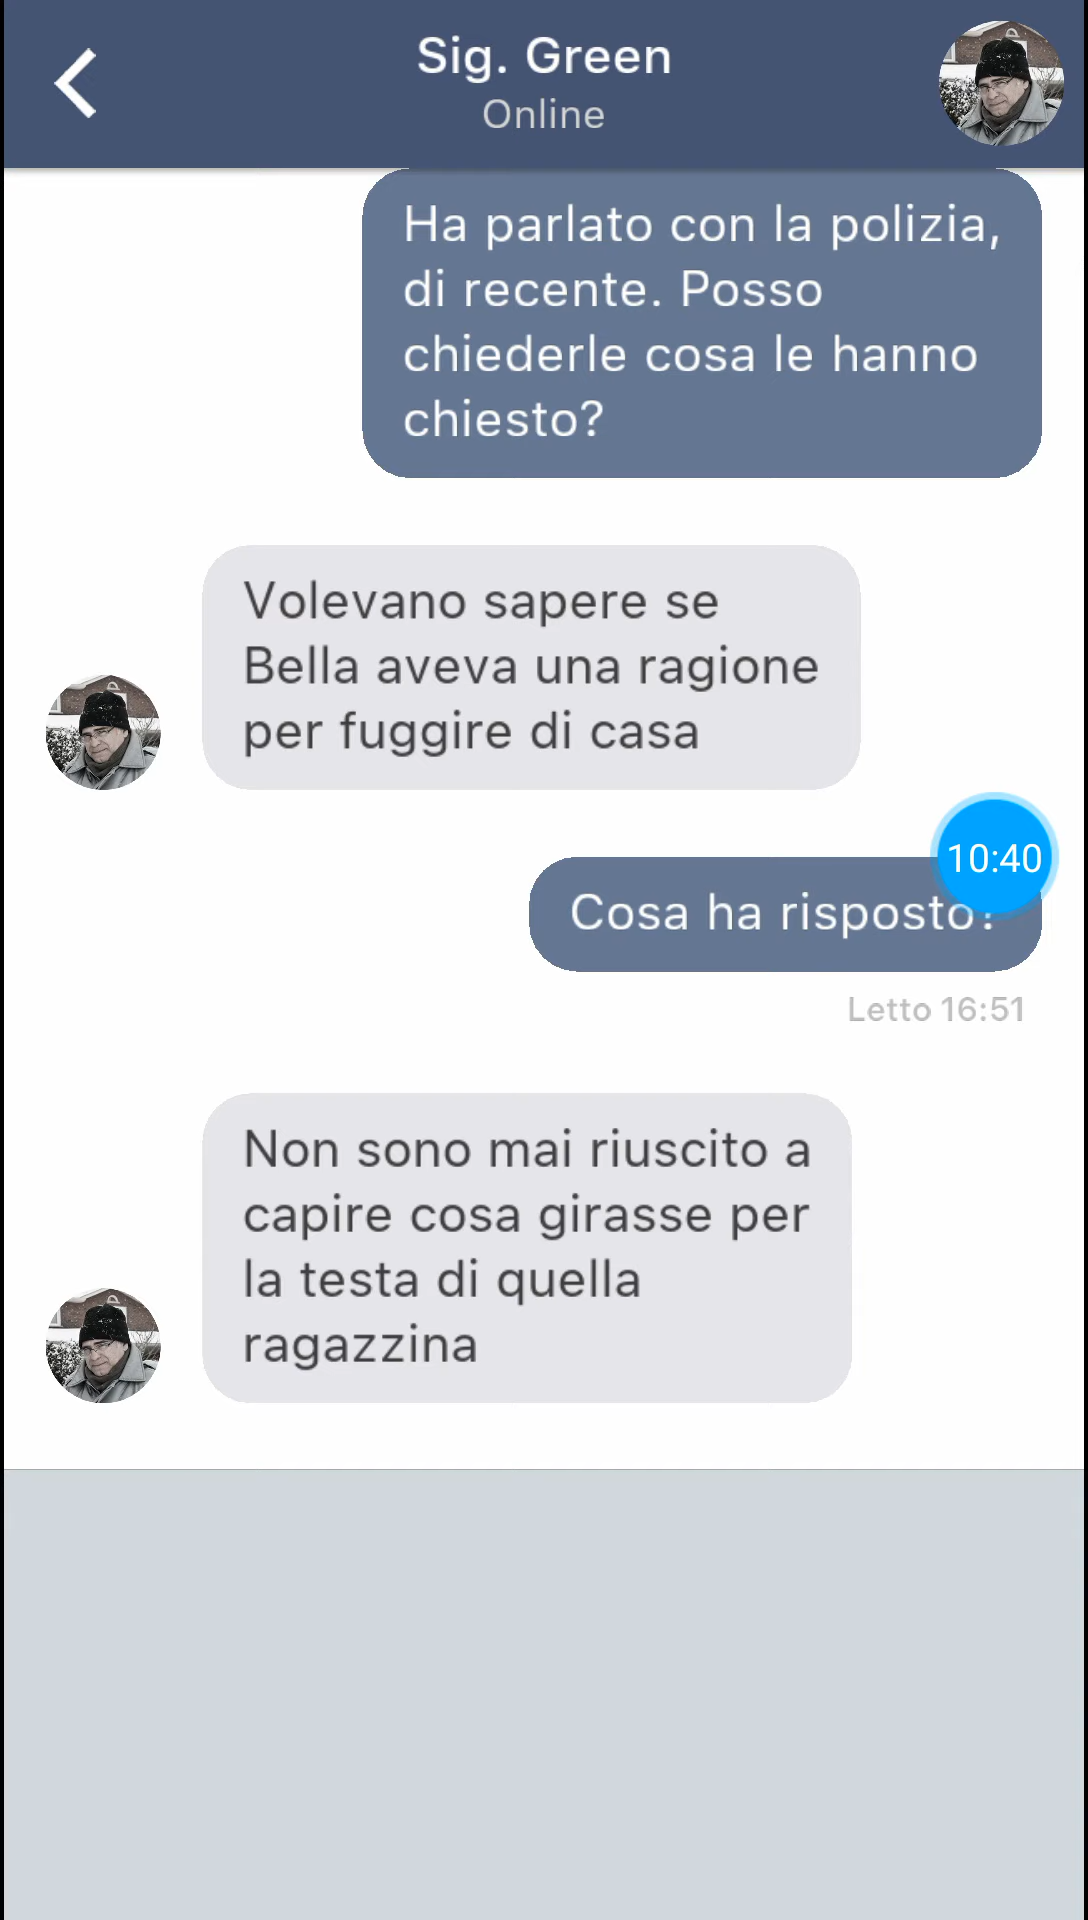 Sig. Green
Online
Ha parlato con la polizia,
di recente. Posso
chiederle cosa le hanno
chiesto?
Volevano sapere se
Bella aveva una ragione
per fuggire di casa
10:40
Cosa ha risposto?
Letto 16:51
Non sono mai riuscito a
capire cosa girasse per
la testa di quella
ragazzina